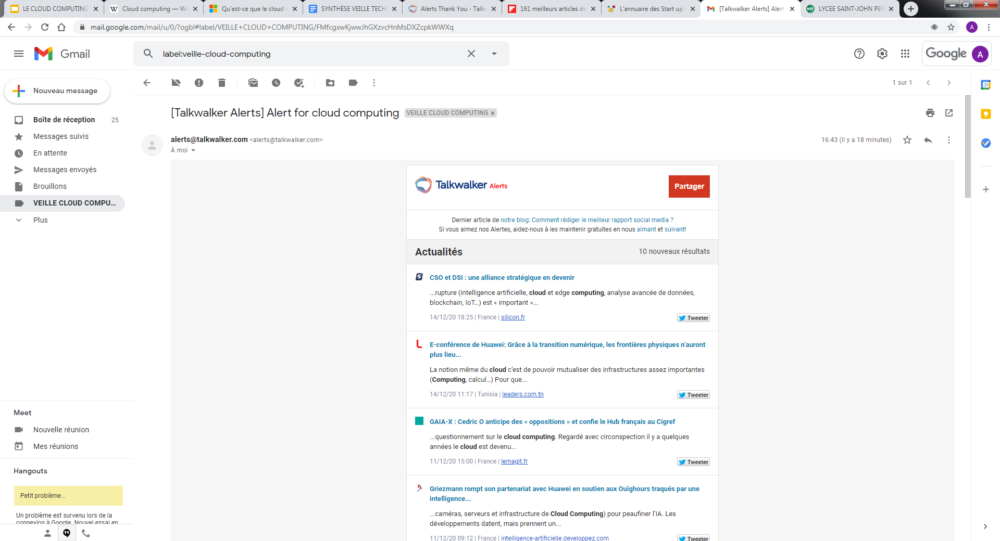 LE CLOUD COMPUTING
Cloud computing — Wi
Qu'est-ce que le cloud c
SYNTHÈSE VEILLE TECH
Alerts Thank You - Talkw
161 meilleurs articles de
L'annuaire des Start up
[Talkwalker Alerts] Alert
LYCEE SAINT-JOHN PER
mail.google.com/mail/u/0/?ogbl#label/VEILLE+CLOUD+COMPUTING/FMfcgxwKjwwJhGXzvcHnMsDXZcpkWWXq
A
Gmail
label:veille-cloud-computing
Google
A
Nouveau message
1 sur 1
Boîte de réception 25
Messages suivis
En attente
Messages envoyés
Brouillons
VEILLE CLOUD COMPU...
Plus
Meet
Nouvelle réunion
Mes réunions
Hangouts
Petit problème...
Un problème est survenu lors de la
connexion à Google. Nouvel essai en
[Talkwalker Alerts] Alert for cloud computing VEILLE CLOUD COMPUTING ×
alerts@talkwalker.com <alerts@talkwalker.com>
16:43 (il y a 18 minutes)
À moi
Talkwalker Alerts
Partager
Dernier article de notre blog: Comment rédiger le meilleur rapport social media ?
Si vous aimez nos Alertes, aidez-nous à les maintenir gratuites en nous aimant et suivant!
Actualités 10 nouveaux résultats
CSO et DSI : une alliance stratégique en devenir
...rupture (intelligence artificielle, cloud et edge computing, analyse avancée de données,
blockchain, IoT...) est « important »...
14/12/20 18:25 | France | silicon.fr
Tweeter
E-conférence de Huawei: Grâce à la transition numérique, les frontières physiques n'auront
plus lieu...
La notion même du cloud c'est de pouvoir mutualiser des infrastructures assez importantes
(Computing, calcul...) Pour que...
14/12/20 11:17 | Tunisia | leaders.com.tn
Tweeter
GAIA-X : Cedric O anticipe des « oppositions » et confie le Hub français au Cigref
...questionnement sur le cloud computing. Regardé avec circonspection il y a quelques
années le cloud est devenu...
11/12/20 15:00 | France | lemagit.fr
Tweeter
Griezmann rompt son partenariat avec Huawei en soutien aux Ouïghours traqués par une
intelligence...
...caméras, serveurs et infrastructure de Cloud Computing) pour peaufiner l'IA. Les
développements datent, mais prennent un...
11/12/20 09:12 | France | intelligence-artificielle.developpez.com
Tweeter
31